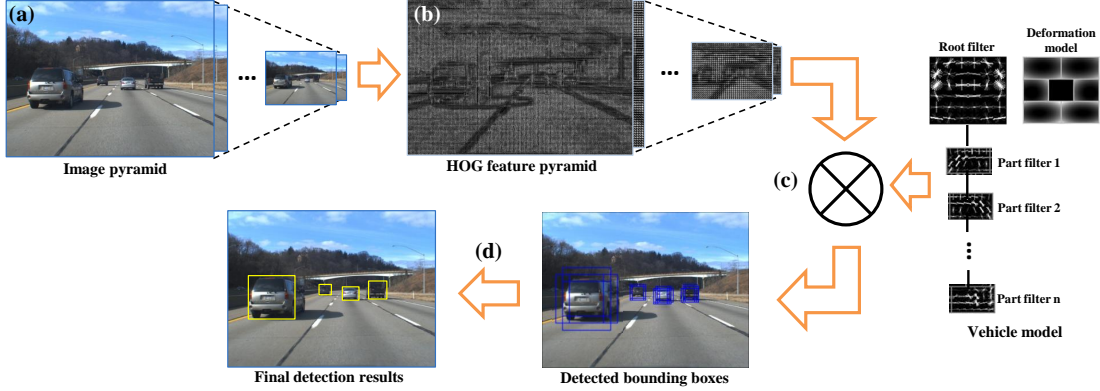 (a)
...
Image pyramid
(b)
...
HOG feature pyramid
(c)
Root filter
Deformation
model
Part filter 1
Part filter 2
Part filter n
Vehicle model
(d)
Final detection results
Detected bounding boxes